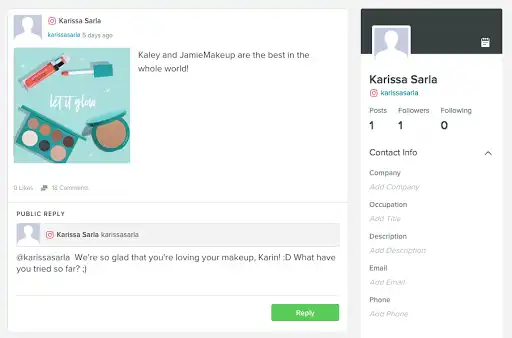 Karissa Sarla
karissasarla 5 days ago
Kaley and JamieMakeup are the best in the
whole world!
let it glow
0 Likes 16 Comments
PUBLIC REPLY
Karissa Sarla karissasarla
@karissasarla We're so glad that you're loving your makeup, Karin! :D What have
you tried so far? ;)
Reply
Karissa Sarla
karissasarla
Posts Followers Following
1 1 0
Contact Info
Company
Add Company
Occupation
Add Title
Description
Add Description
Email
Add Email
Phone
Add Phone